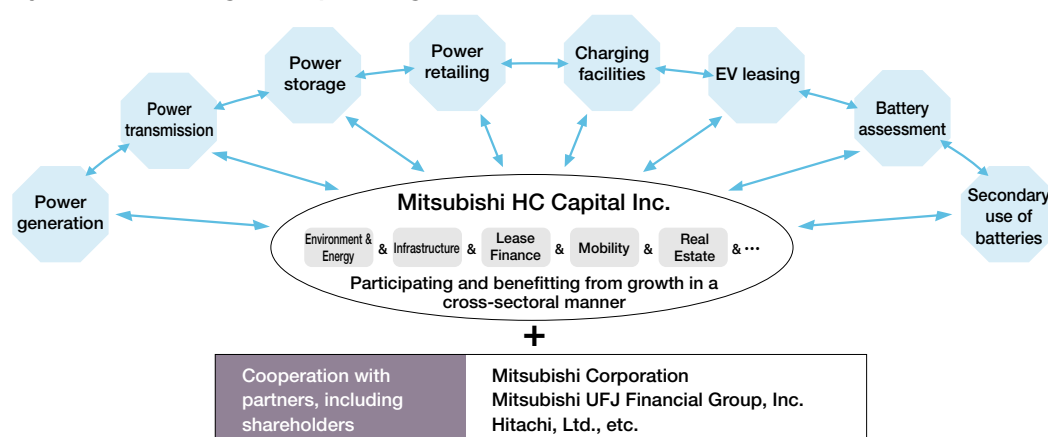 Power
generation
Power
transmission
Power
storage
Power
retailing
Charging
facilities
EV leasing
Battery
assessment
Secondary
use of
batteries
Mitsubishi HC Capital Inc.
Environment &
Energy
&
Infrastructure
&
Lease
Finance
&
Mobility
&
Real
Estate
& ···
Participating and benefitting from growth in a
cross-sectoral manner
+
Cooperation with
partners, including
shareholders
Mitsubishi Corporation
Mitsubishi UFJ Financial Group, Inc.
Hitachi, Ltd., etc.